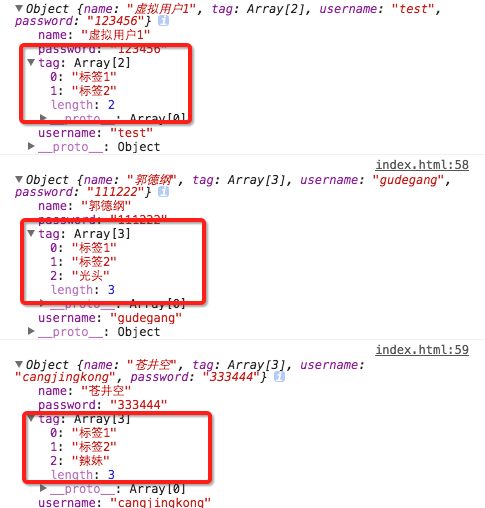 Object {name: "虚拟用户1", tag: Array[2], username: "test",
password: "123456"} i
name: "虚拟用户1"
password: "123456"
tag: Array[2]
0: "标签1"
1: "标签2"
length: 2
__proto__: Array[0]
username: "test"
__proto__: Object
index.html:58
Object {name: "郭德纲", tag: Array[3], username: "gudegang",
password: "111222"} i
name: "郭德纲"
password: "111222"
tag: Array[3]
0: "标签1"
1: "标签2"
2: "光头"
length: 3
__proto__: Array[0]
username: "gudegang"
__proto__: Object
index.html:59
Object {name: "苍井空", tag: Array[3], username:
"cangjingkong", password: "333444"} i
name: "苍井空"
password: "333444"
tag: Array[3]
0: "标签1"
1: "标签2"
2: "辣妹"
length: 3
__proto__: Array[0]
username: "cangjingkong"